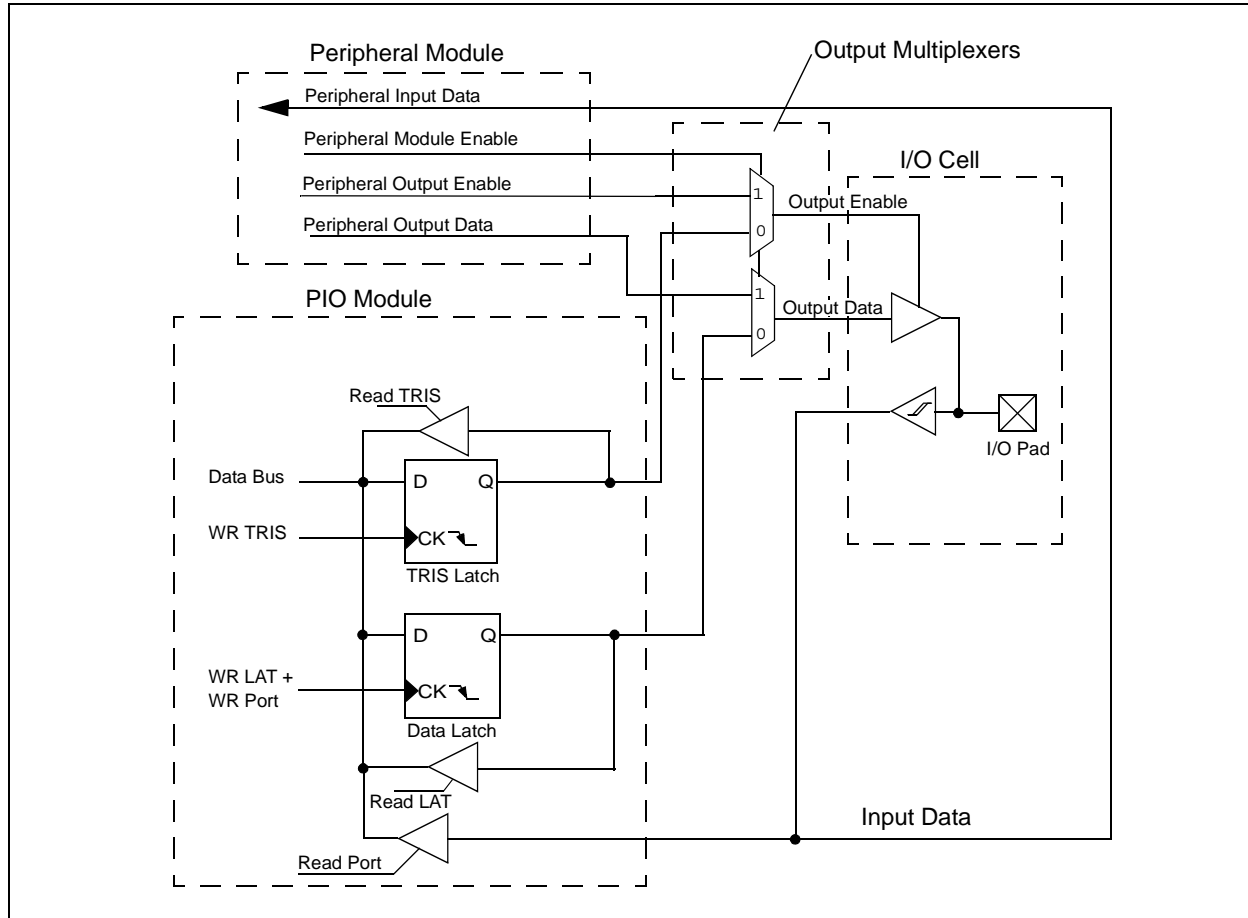 Peripheral Module
Output Multiplexers
Peripheral Input Data
Peripheral Module Enable
I/O Cell
Peripheral Output Enable
1
Output Enable
Peripheral Output Data
0
PIO Module
1
Output Data
0
Read TRIS
I/O Pad
Data Bus
D
Q
WR TRIS
CK
TRIS Latch
D
Q
WR LAT +
WR Port
CK
Data Latch
Read LAT
Input Data
Read Port